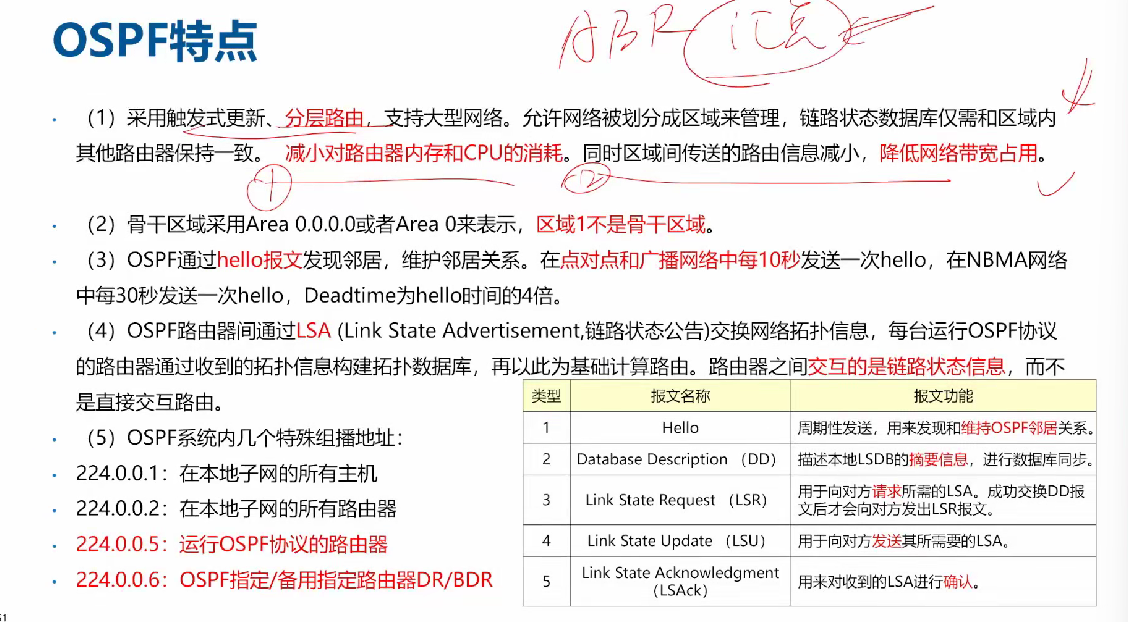 OSPF特点
ABR 汇总
（1）采用触发式更新、分层路由，支持大型网络。允许网络被划分成区域来管理，链路状态数据库仅需和区域内
其他路由器保持一致。 减小对路由器内存和CPU的消耗。同时区域间传送的路由信息减小，降低网络带宽占用。
1 2
（2）骨干区域采用Area 0.0.0.0或者Area 0来表示，区域1不是骨干区域。
（3）OSPF通过hello报文发现邻居，维护邻居关系。在点对点和广播网络中每10秒发送一次hello，在NBMA网络
中每30秒发送一次hello，Deadtime为hello时间的4倍。
（4）OSPF路由器间通过LSA (Link State Advertisement,链路状态公告)交换网络拓扑信息，每台运行OSPF协议
的路由器通过收到的拓扑信息构建拓扑数据库，再以此为基础计算路由。路由器之间交互的是链路状态信息，而不
是直接交互路由。
（5）OSPF系统内几个特殊组播地址：
224.0.0.1：在本地子网的所有主机
224.0.0.2：在本地子网的所有路由器
224.0.0.5：运行OSPF协议的路由器
224.0.0.6：OSPF指定/备用指定路由器DR/BDR
类型 报文名称 报文功能
1 Hello 周期性发送，用来发现和维持OSPF邻居关系。
2 Database Description （DD） 描述本地LSDB的摘要信息，进行数据库同步。
3 Link State Request （LSR） 用于向对方请求所需的LSA。成功交换DD报
文后才会向对方发出LSR报文。
4 Link State Update （LSU） 用于向对方发送其所需要的LSA。
5 Link State Acknowledgment
（LSAck） 用来对收到的LSA进行确认。